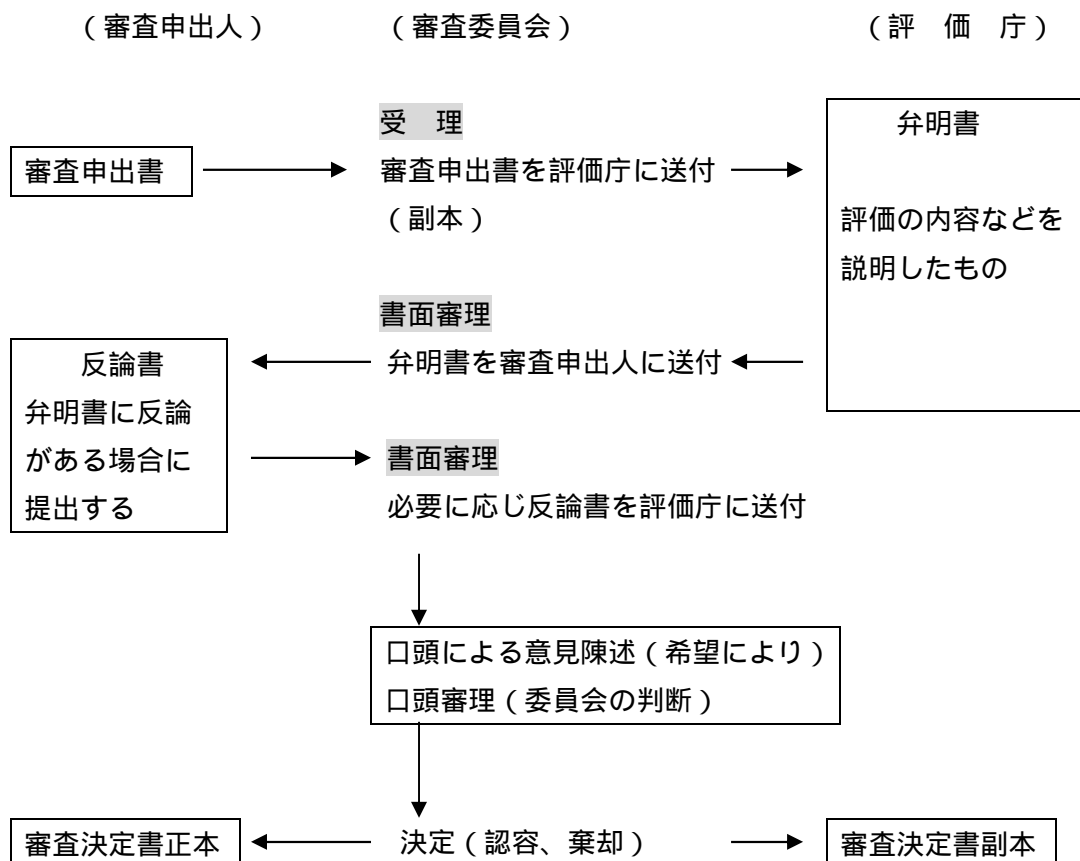 （審査申出人）　（審査委員会）　（評　価　庁）
受　理
審査申出書
審査申出書を評価庁に送付
（副本）
弁明書
評価の内容などを
説明したもの
書面審理
弁明書を審査申出人に送付
反論書
弁明書に反論
がある場合に
提出する
書面審理
必要に応じ反論書を評価庁に送付
口頭による意見陳述（希望により）
口頭審理（委員会の判断）
審査決定書正本
決定（認容、棄却）
審査決定書副本